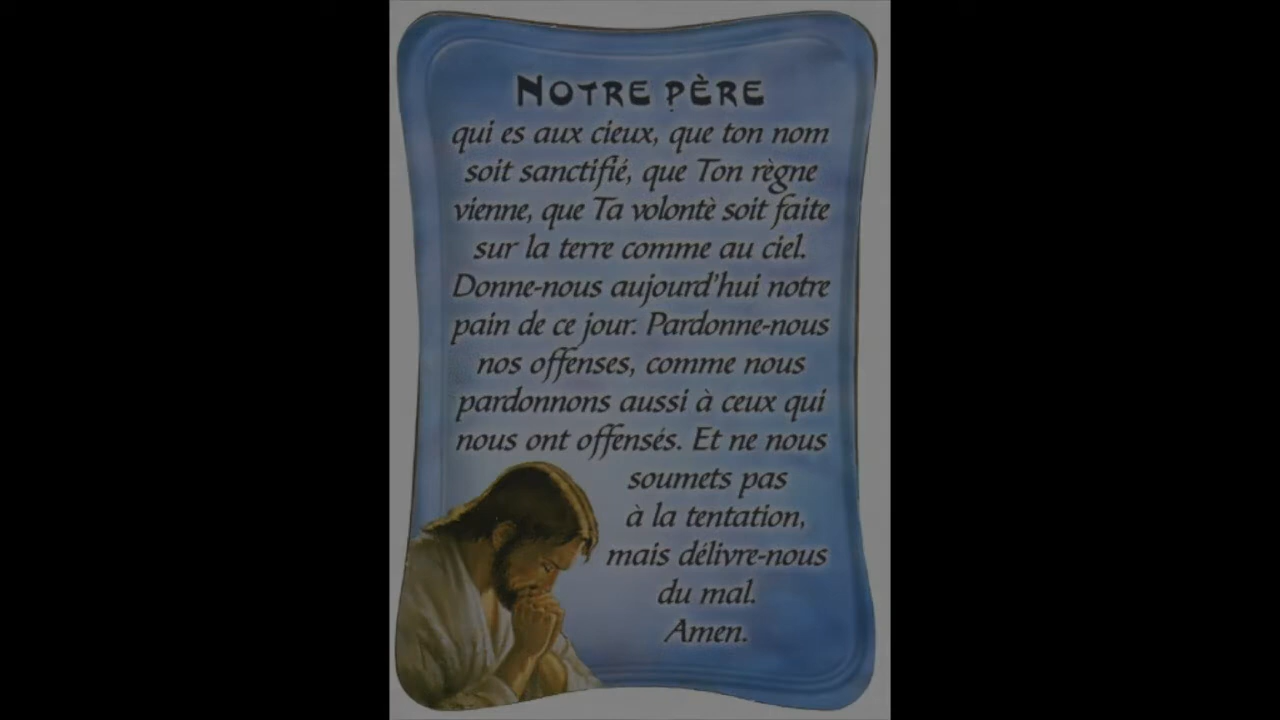 NOTRE PÈRE
qui es aux cieux, que ton nom
soit sanctifié, que Ton règne
vienne, que Ta volontè soit faite
sur la terre comme au ciel.
Donne-nous aujourd'hui notre
pain de ce jour. Pardonne-nous
nos offenses, comme nous
pardonnons aussi à ceux qui
nous ont offensés. Et ne nous
soumets pas
à la tentation,
mais délivre-nous
du mal.
Amen.